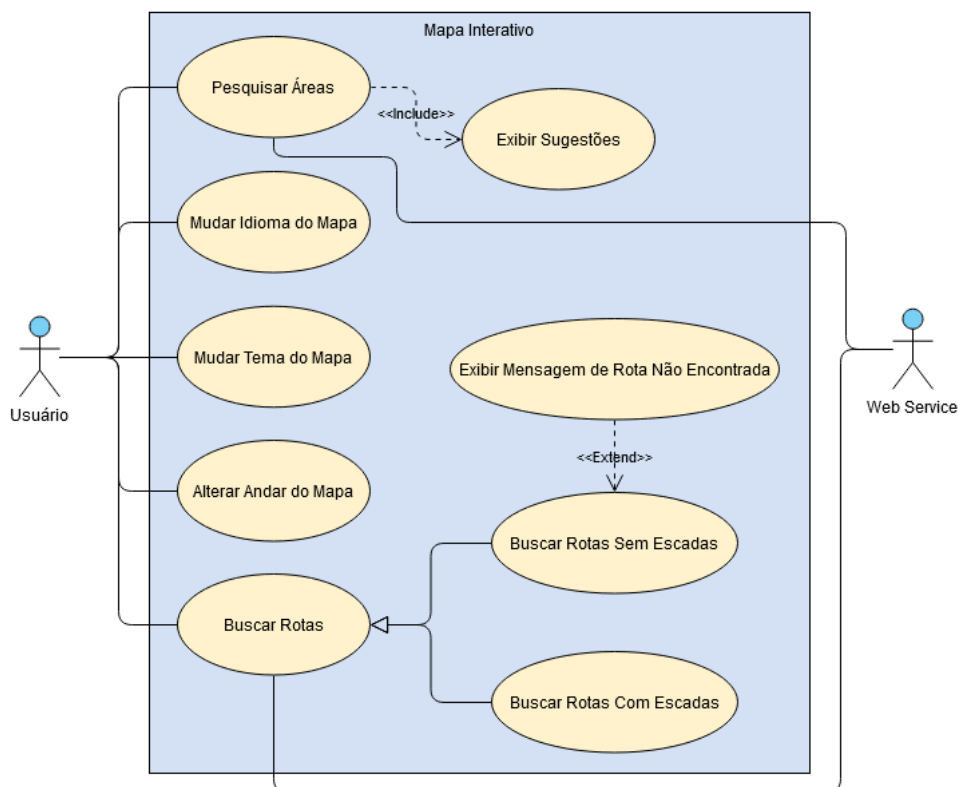 Mapa Interativo
Pesquisar Áreas
<<Include>>
Exibir Sugestões
Mudar Idioma do Mapa
Mudar Tema do Mapa
Exibir Mensagem de Rota Não Encontrada
Usuário
Web Service
<<Extend>>
Alterar Andar do Mapa
Buscar Rotas Sem Escadas
Buscar Rotas
Buscar Rotas Com Escadas